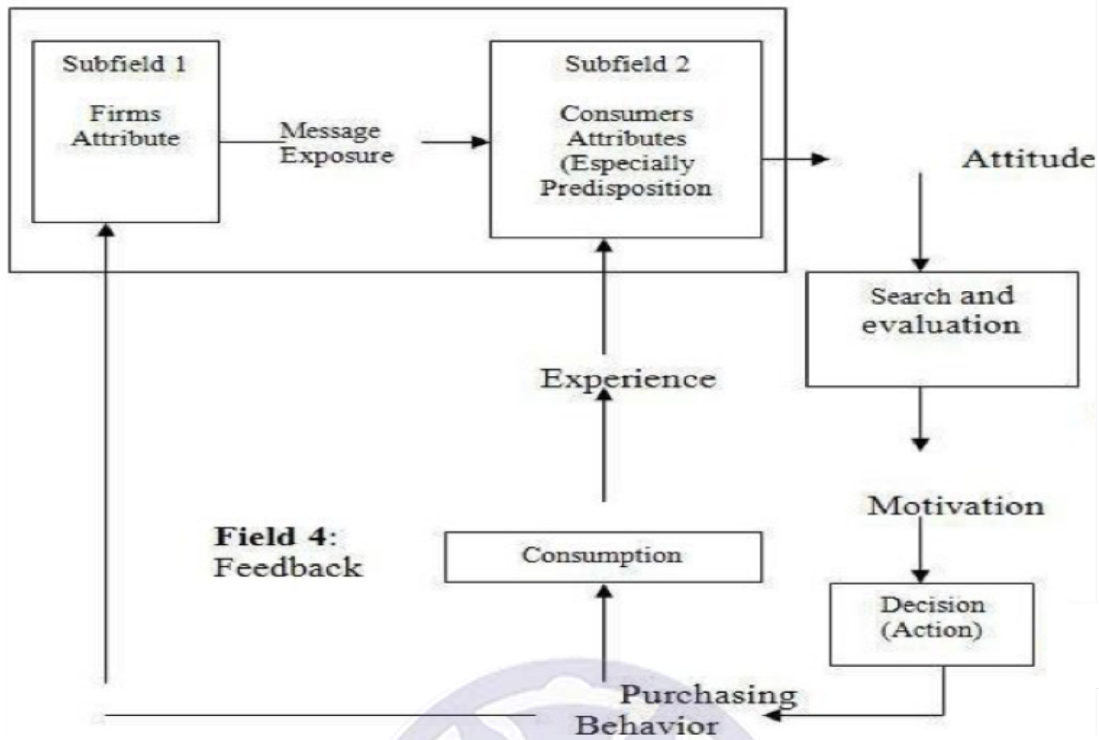 Subfield 1
Firms
Attribute
Message
Exposure
Subfield 2
Consumers
Attributes
(Especially
Predisposition
Attitude
Search and
evaluation
Experience
Motivation
Field 4:
Feedback
Consumption
Decision
(Action)
Purchasing
Behavior